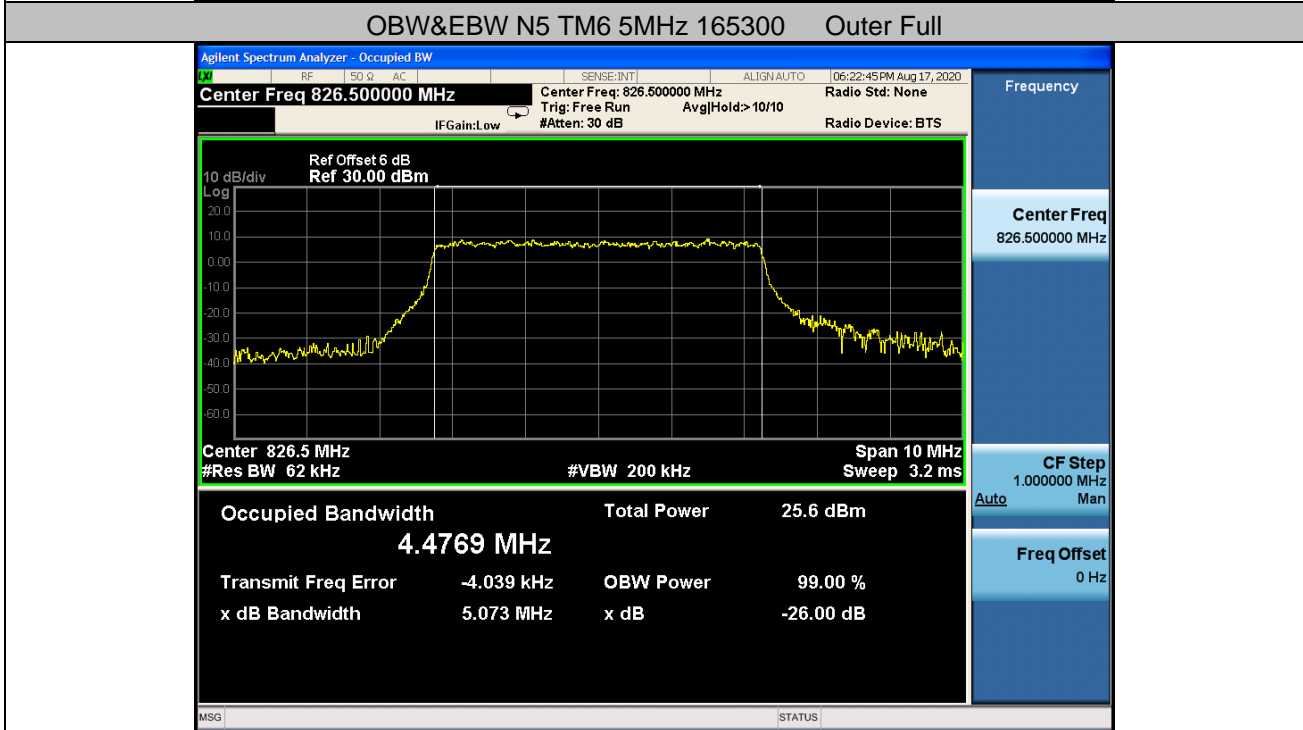 OBW&EBW N5 TM6 5MHz 165300 Outer Full
Agilent Spectrum Analyzer - Occupied BW
LXI RF 50 Ω AC SENSE:INT ALIGN AUTO 06:22:45 PM Aug 17, 2020
Center Freq 826.500000 MHz Center Freq: 826.500000 MHz Radio Std: None Frequency
Trig: Free Run Avg|Hold:>10/10
IFGain:Low #Atten: 30 dB Radio Device: BTS
Ref Offset 6 dB
10 dB/div Ref 30.00 dBm
Log
20.0
10.0
0.00
-10.0
-20.0
-30.0
-40.0
-50.0
-60.0
Center 826.5 MHz Span 10 MHz
#Res BW 62 kHz #VBW 200 kHz Sweep 3.2 ms
Occupied Bandwidth Total Power 25.6 dBm
4.4769 MHz
Transmit Freq Error -4.039 kHz OBW Power 99.00 %
x dB Bandwidth 5.073 MHz x dB -26.00 dB
Center Freq
826.500000 MHz
CF Step
1.000000 MHz
Auto Man
Freq Offset
0 Hz
MSG STATUS